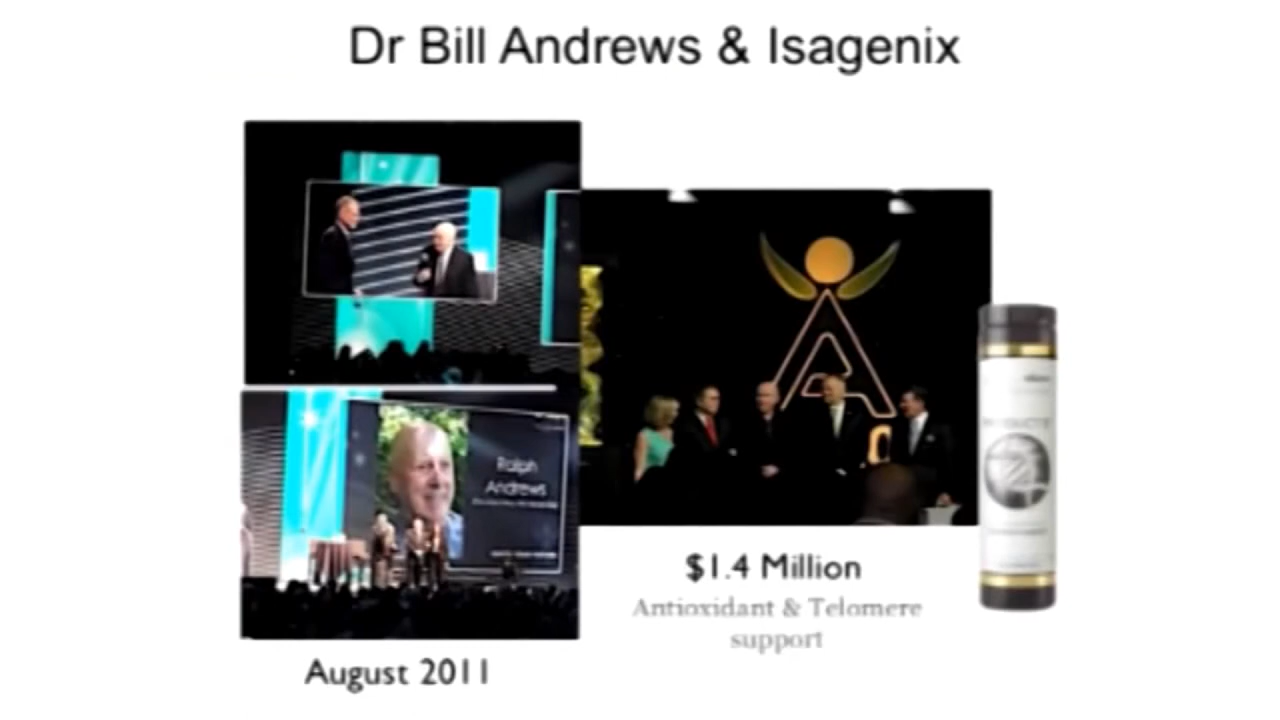 Dr Bill Andrews & Isagenix
Ralph
Andrews
$1.4 Million
Antioxidant & Telomere
support
August 2011